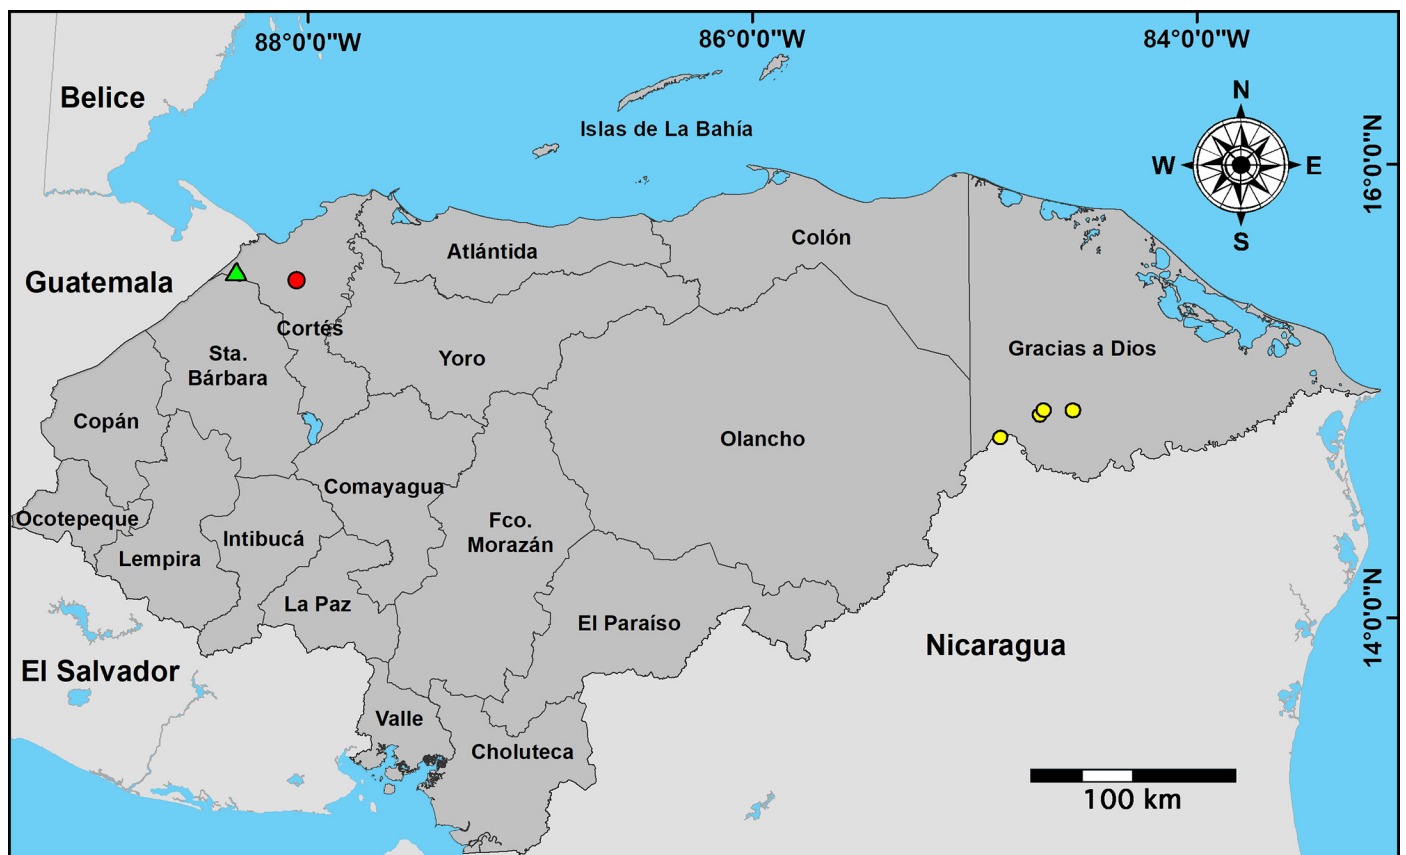 88°0'0"W
86°0'0"W
84°0'0"W
Belice
N
Islas de La Bahía
W
E
16°0'0"N
S
Atlántida
Colón
Guatemala
Cortés
Sta.
Bárbara
Yoro
Gracias a Dios
Copán
Olancho
Comayagua
Ocotepeque
Fco.
Morazán
Intibucá
Lempira
La Paz
El Paraíso
14°0'0"N
Nicaragua
El Salvador
Valle
Choluteca
100 km